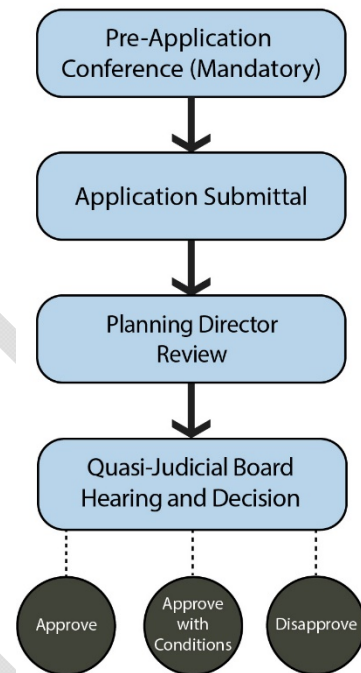 Pre-Application
Conference (Mandatory)
Application Submittal
Planning Director
Review
Quasi-Judicial Board
Hearing and Decision
Approve
Approve
with
Conditions
Disapprove